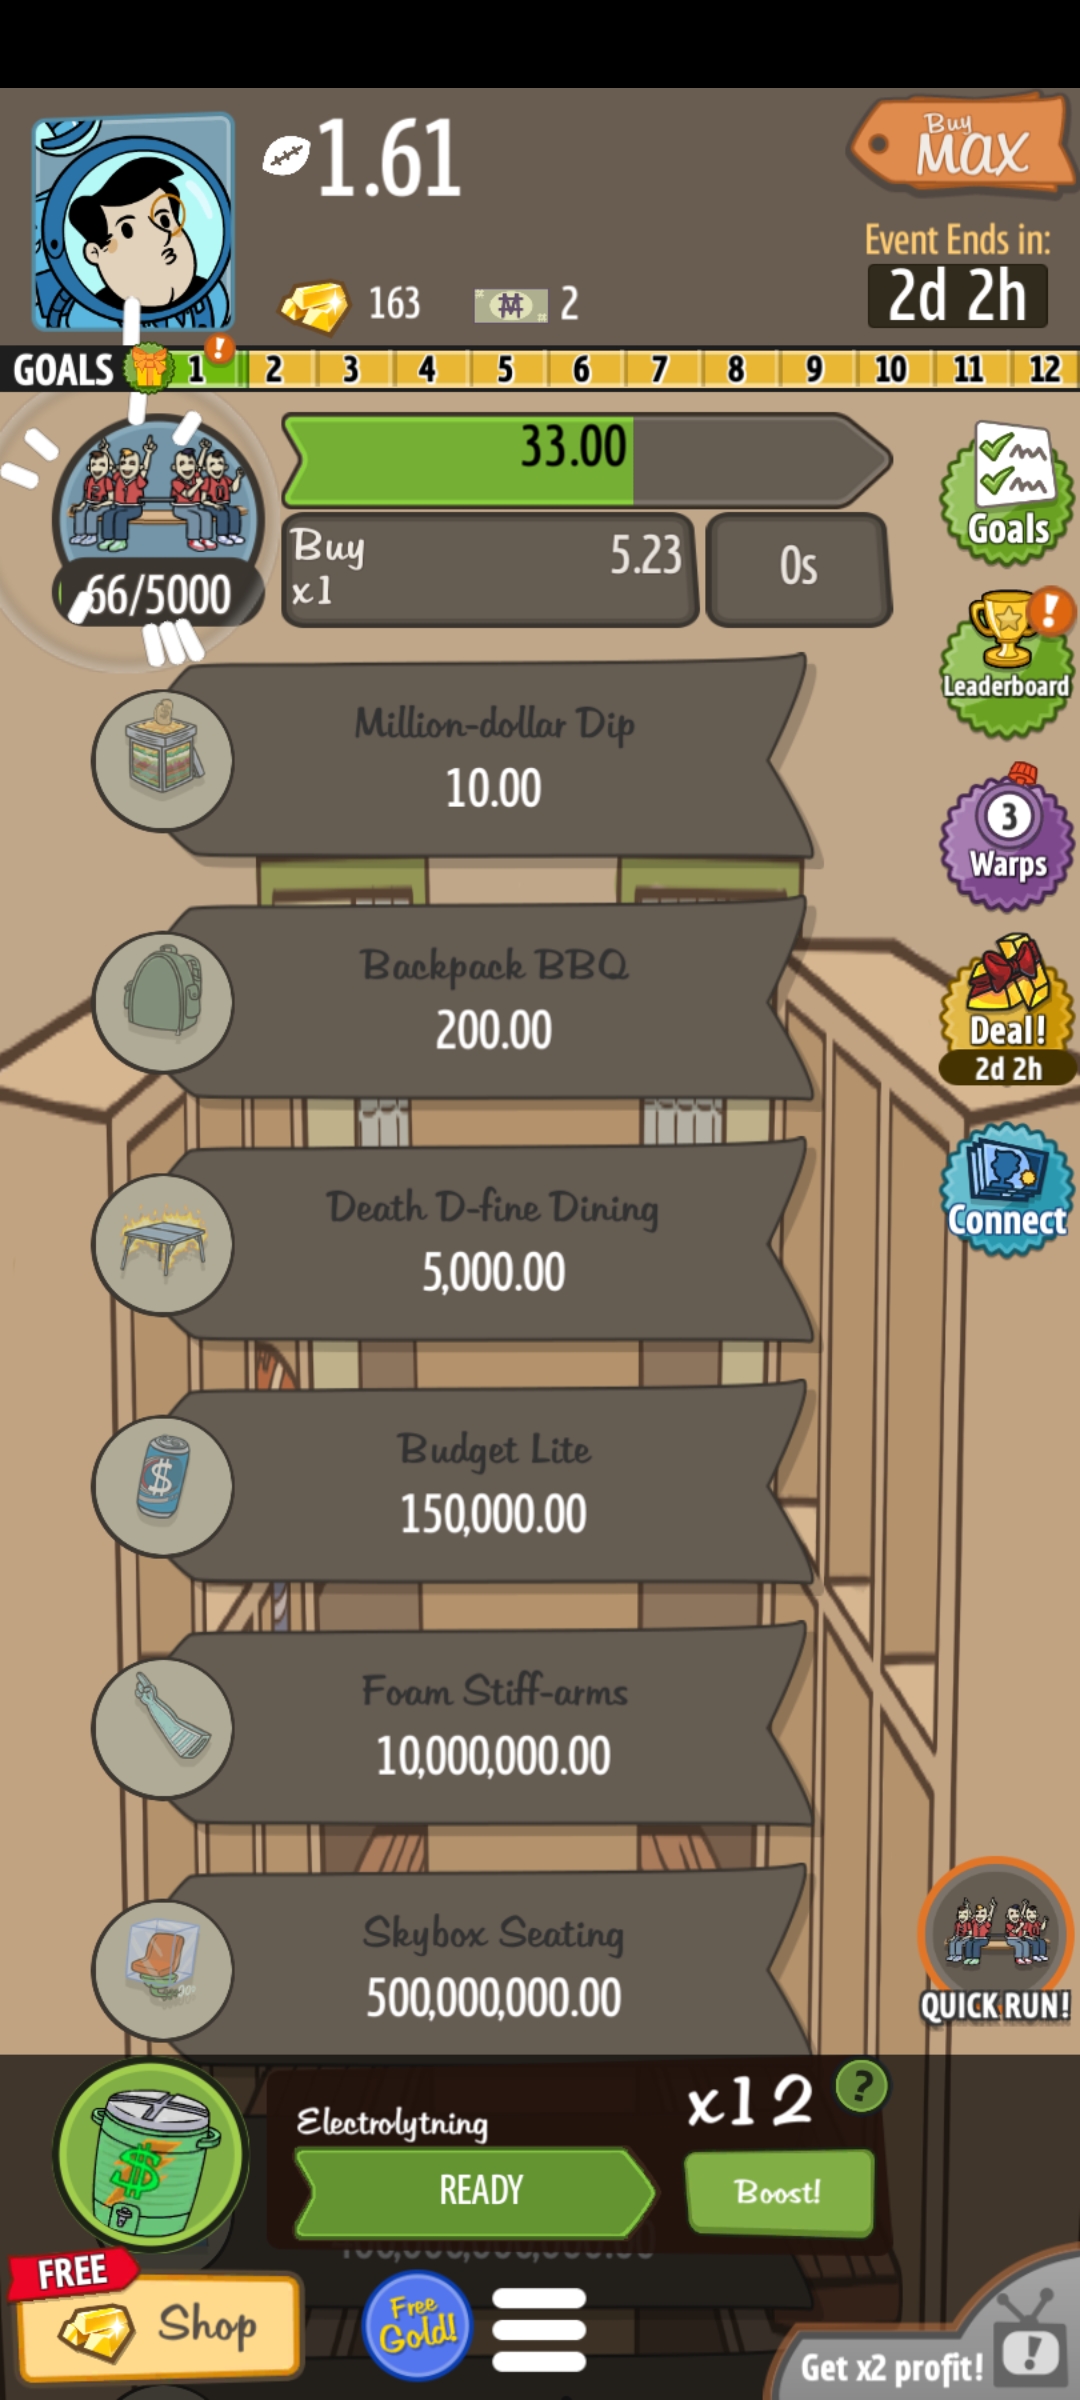 1.61
Buy
MAX
Event Ends in:
2d 2h
163
2
GOALS 1 ! 2 3 4 5 6 7 8 9 10 11 12
33.00
66/5000
Buy
x1
5.23
0s
Goals
!
Leaderboard
Million-dollar Dip
10.00
3
Warps
Backpack BBQ
200.00
Deal!
2d 2h
Death D-fine Dining
5,000.00
Connect
Budget Lite
150,000.00
Foam Stiff-arms
10,000,000.00
Skybox Seating
500,000,000.00
QUICK RUN!
Electrolytning
x12
?
READY
Boost!
FREE
Shop
Free
Gold!
Get x2 profit!
!